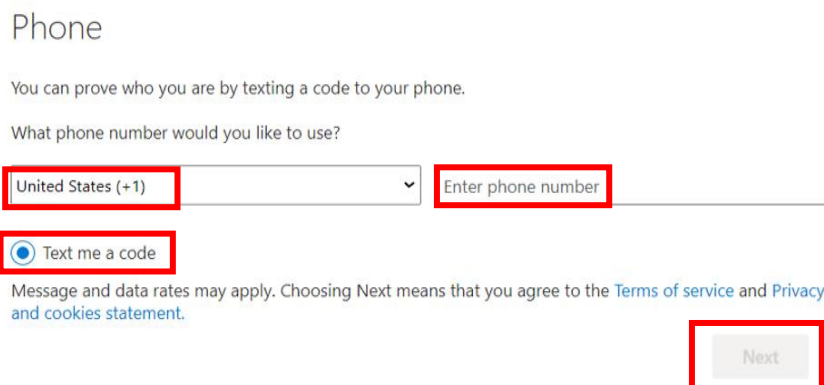 Phone
You can prove who you are by texting a code to your phone.
What phone number would you like to use?
United States (+1) Enter phone number
Text me a code
Message and data rates may apply. Choosing Next means that you agree to the Terms of service and Privacy
and cookies statement.
Next